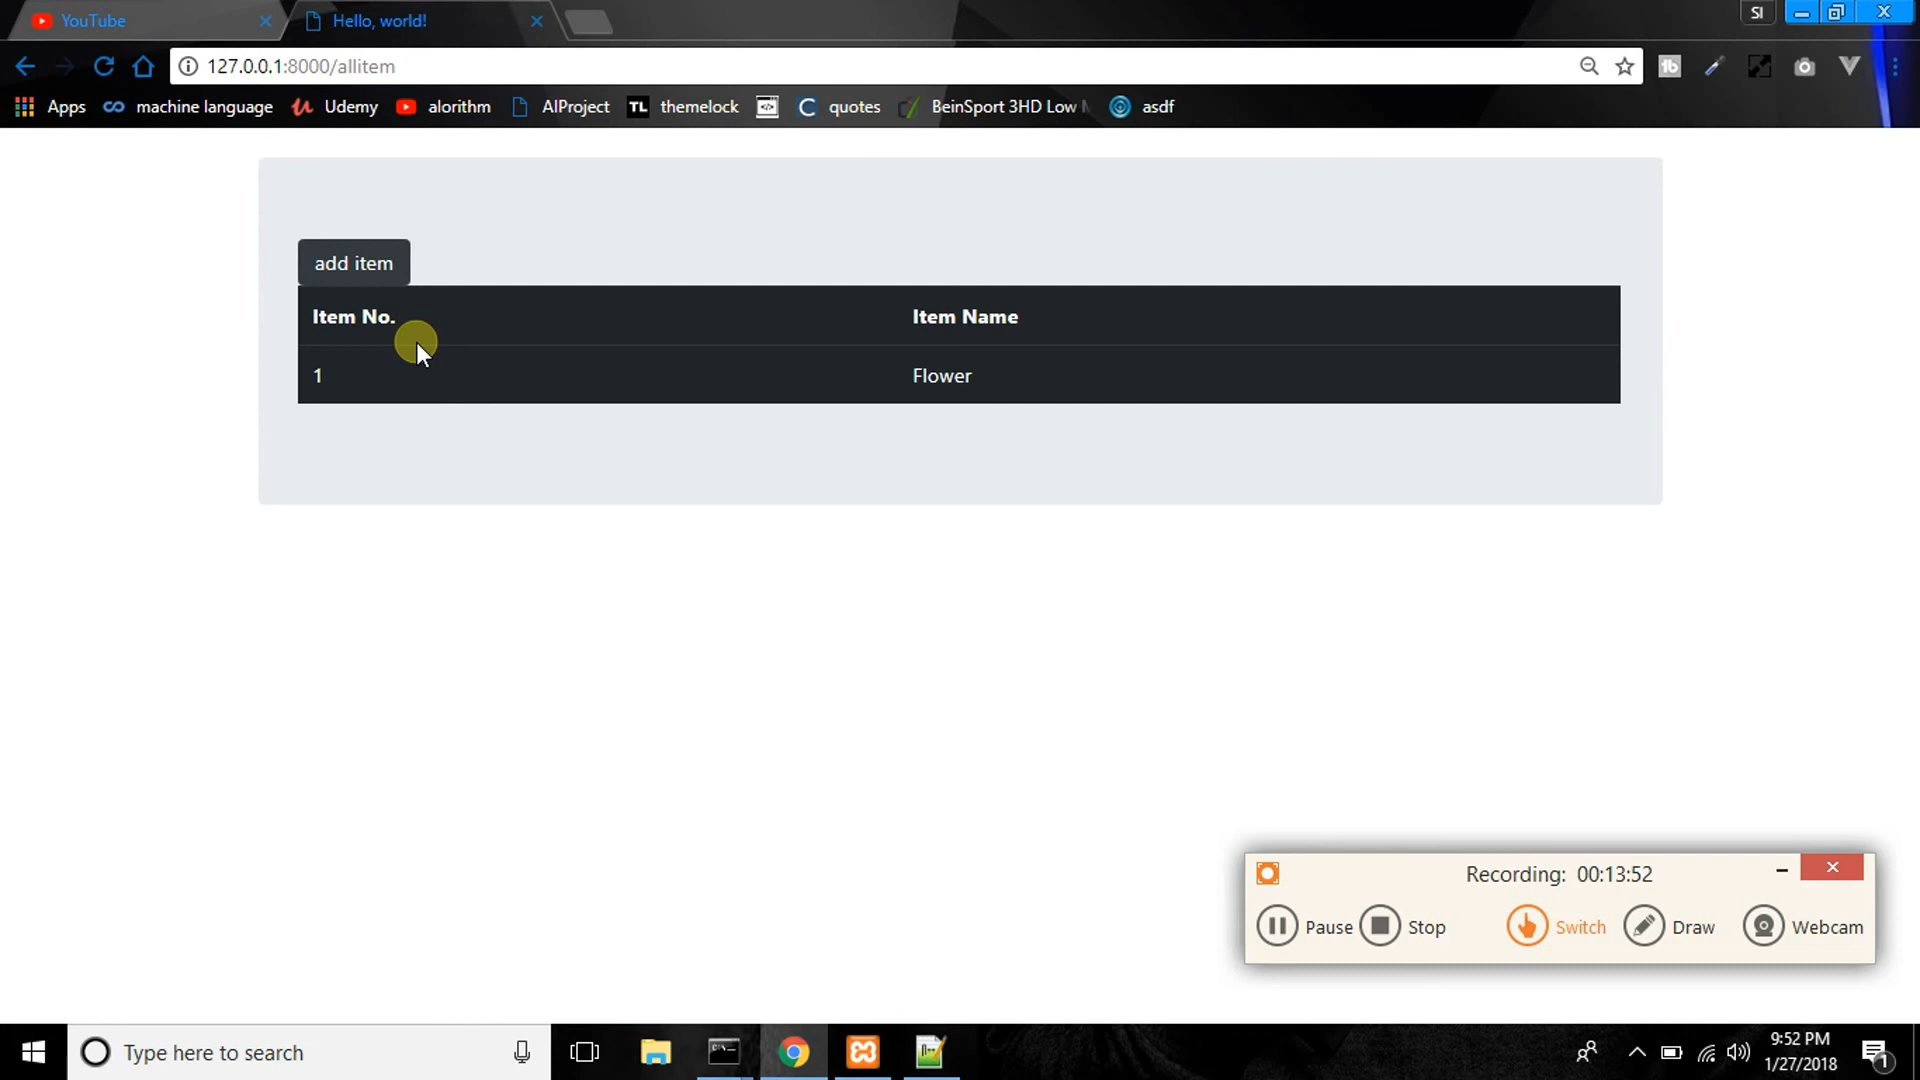 YouTube
Hello, world!
SI
127.0.0.1:8000/allitem
Apps
machine language
Udemy
alorithm
AIProject
TL themelock
quotes
BeinSport 3HD Low
asdf
add item
Item No. Item Name
1 Flower
Recording: 00:13:52
Pause Stop Switch Draw Webcam
Type here to search
9:52 PM
1/27/2018
1